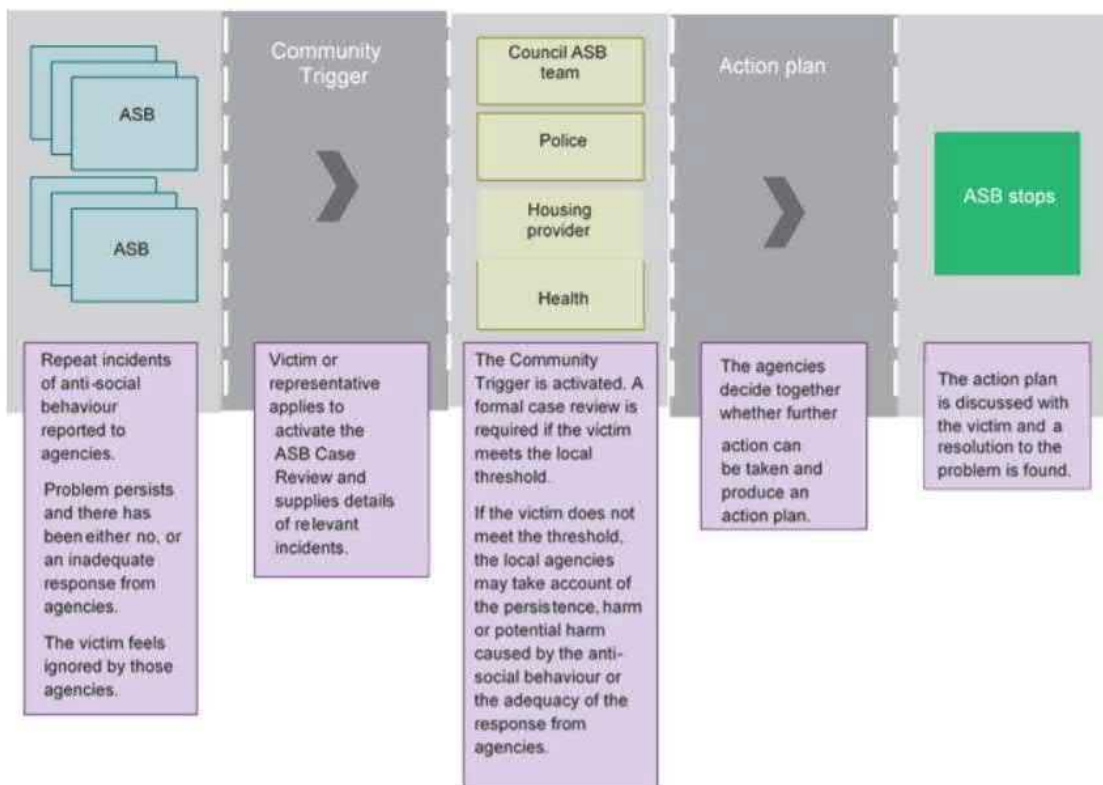 Community
Trigger
Council ASB
team
Action plan
ASB
Police
ASB stops
Housing
provider
ASB
Health
Repeat incidents
of anti-social
behaviour
reported to
agencies.
Problem persists
and there has
been either no, or
an inadequate
response from
agencies.
The victim feels
ignored by those
agencies.
Victim or
representative
applies to
activate the
ASB Case
Review and
supplies details
of relevant
incidents.
The Community
Trigger is activated. A
formal case review is
required if the victim
meets the local
threshold.
If the victim does not
meet the threshold,
the local agencies
may take account of
the persistence, harm
or potential harm
caused by the anti-
social behaviour or
the adequacy of the
response from
agencies.
The agencies
decide together
whether further
action can
be taken and
produce an
action plan.
The action plan
is discussed with
the victim and a
resolution to the
problem is found.